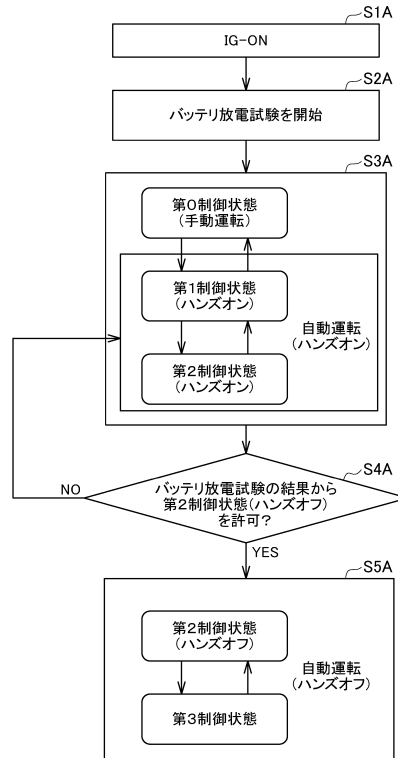 S1A
IG-ON
S2A
バッテリ放電試験を開始
S3A
第0制御状態
(手動運転)
第1制御状態
(ハンズオン)
自動運転
(ハンズオン)
第2制御状態
(ハンズオン)
S4A
バッテリ放電試験の結果から
第2制御状態(ハンズオフ)
を許可?
NO
YES
S5A
第2制御状態
(ハンズオフ)
自動運転
(ハンズオフ)
第3制御状態